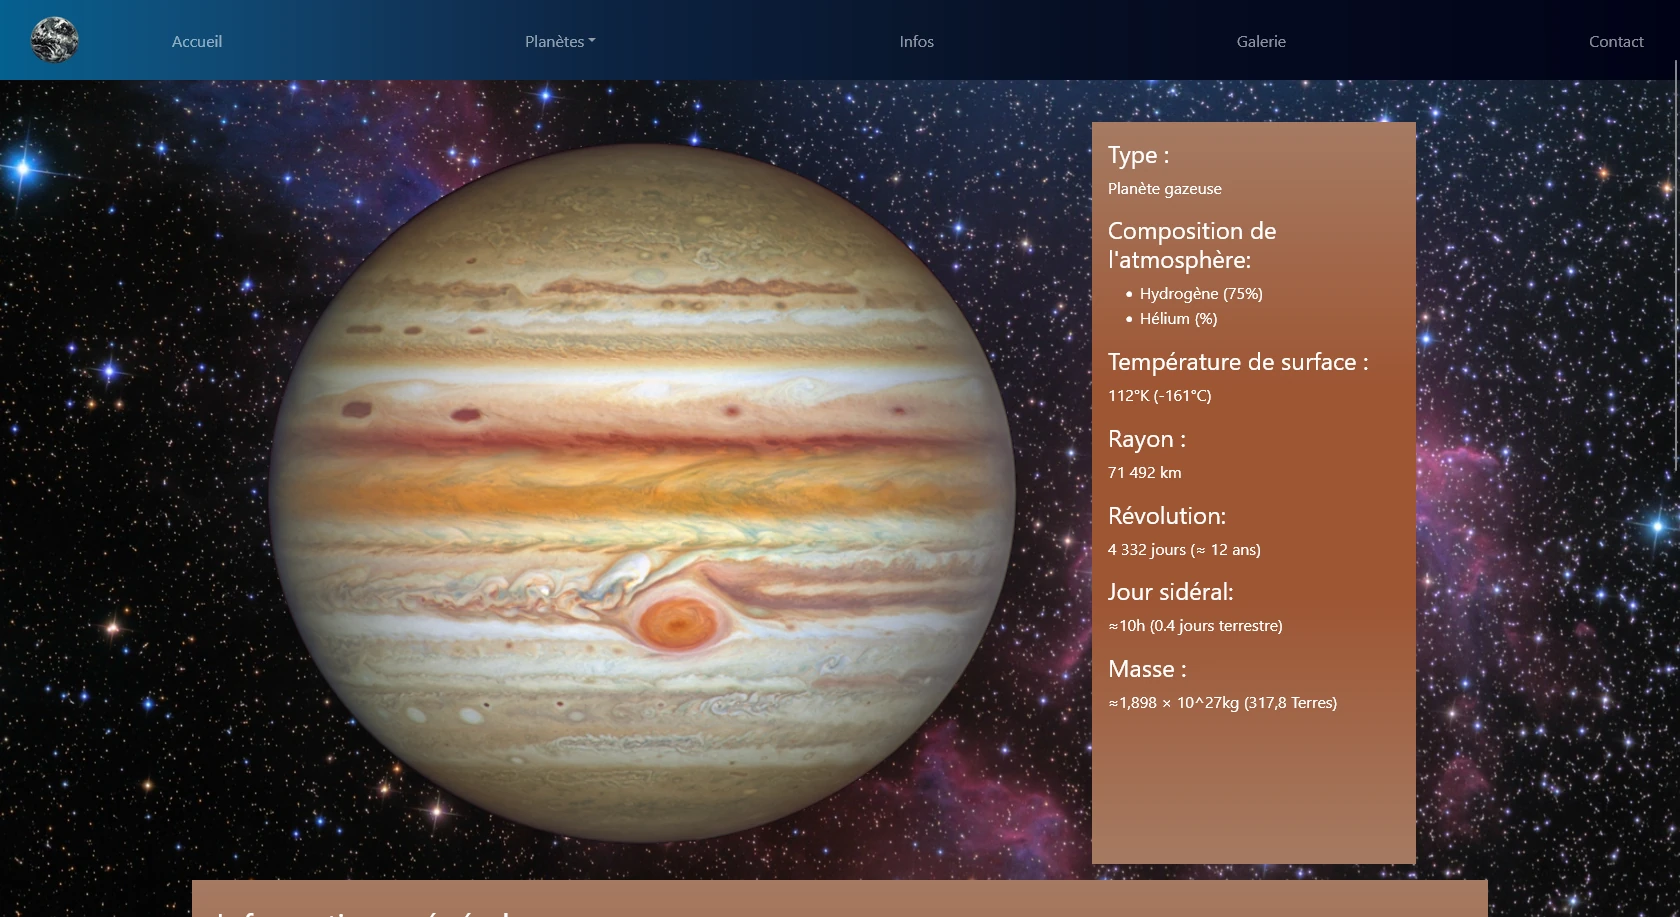 Accueil
Planètes
Infos
Galerie
Contact
Type :
Planète gazeuse
Composition de
l'atmosphère:
• Hydrogène (75%)
• Hélium (%)
Température de surface :
112°K (-161°C)
Rayon :
71 492 km
Révolution:
4 332 jours (≈ 12 ans)
Jour sidéral:
≈10h (0.4 jours terrestre)
Masse :
≈1,898 × 10^27kg (317,8 Terres)